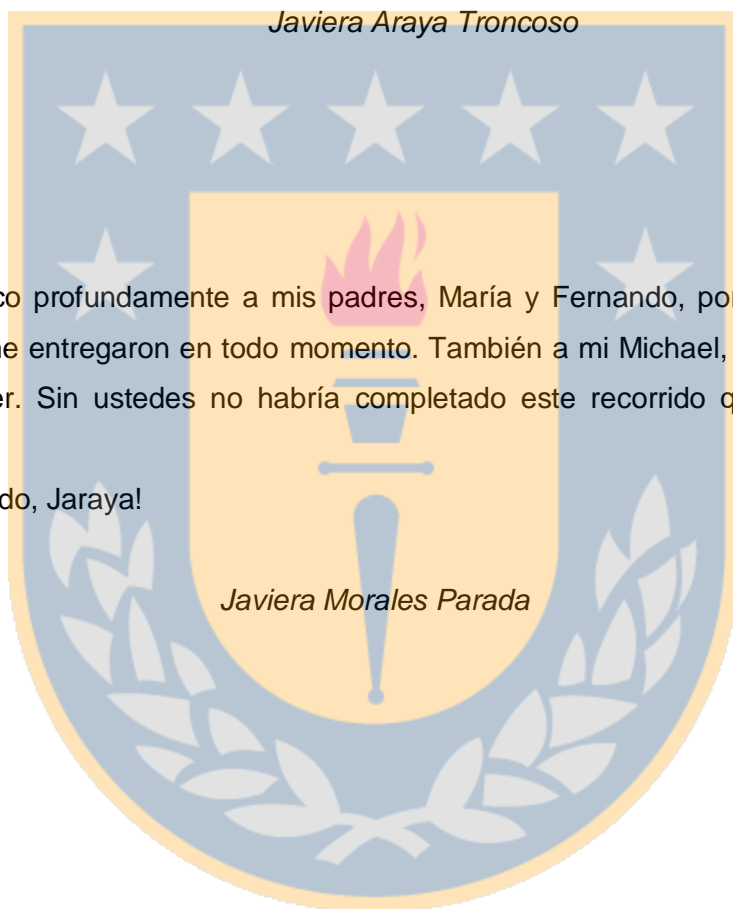 Javiera Araya Troncoso
co profundamente a mis padres, María y Fernando, por
ne entregaron en todo momento. También a mi Michael,
er. Sin ustedes no habría completado este recorrido q
do, Jaraya!
Javiera Morales Parada